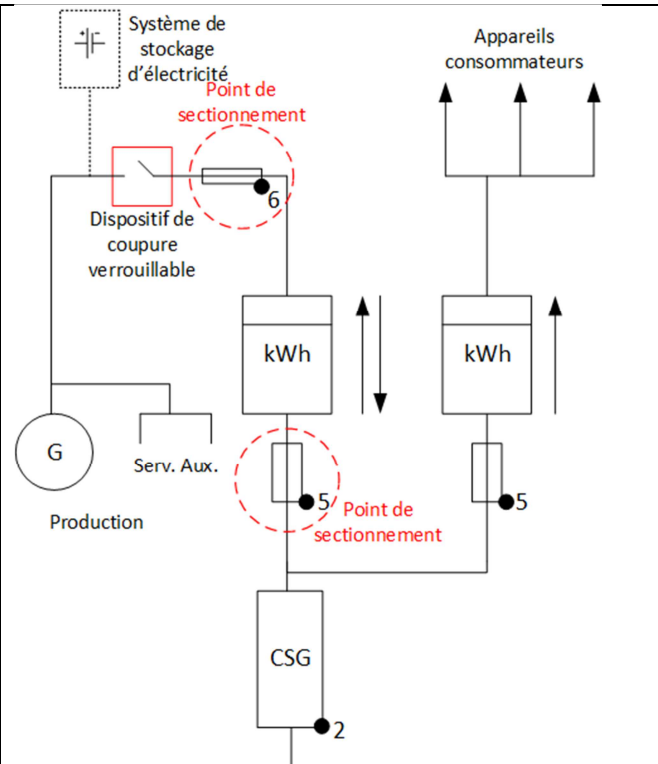 Système de
stockage
d'électricité
Appareils
consommateurs
Point de
sectionnement
6
Dispositif de
coupure
verrouillable
kWh
kWh
G
Serv. Aux.
Production
5
Point de
sectionnement
5
CSG
2